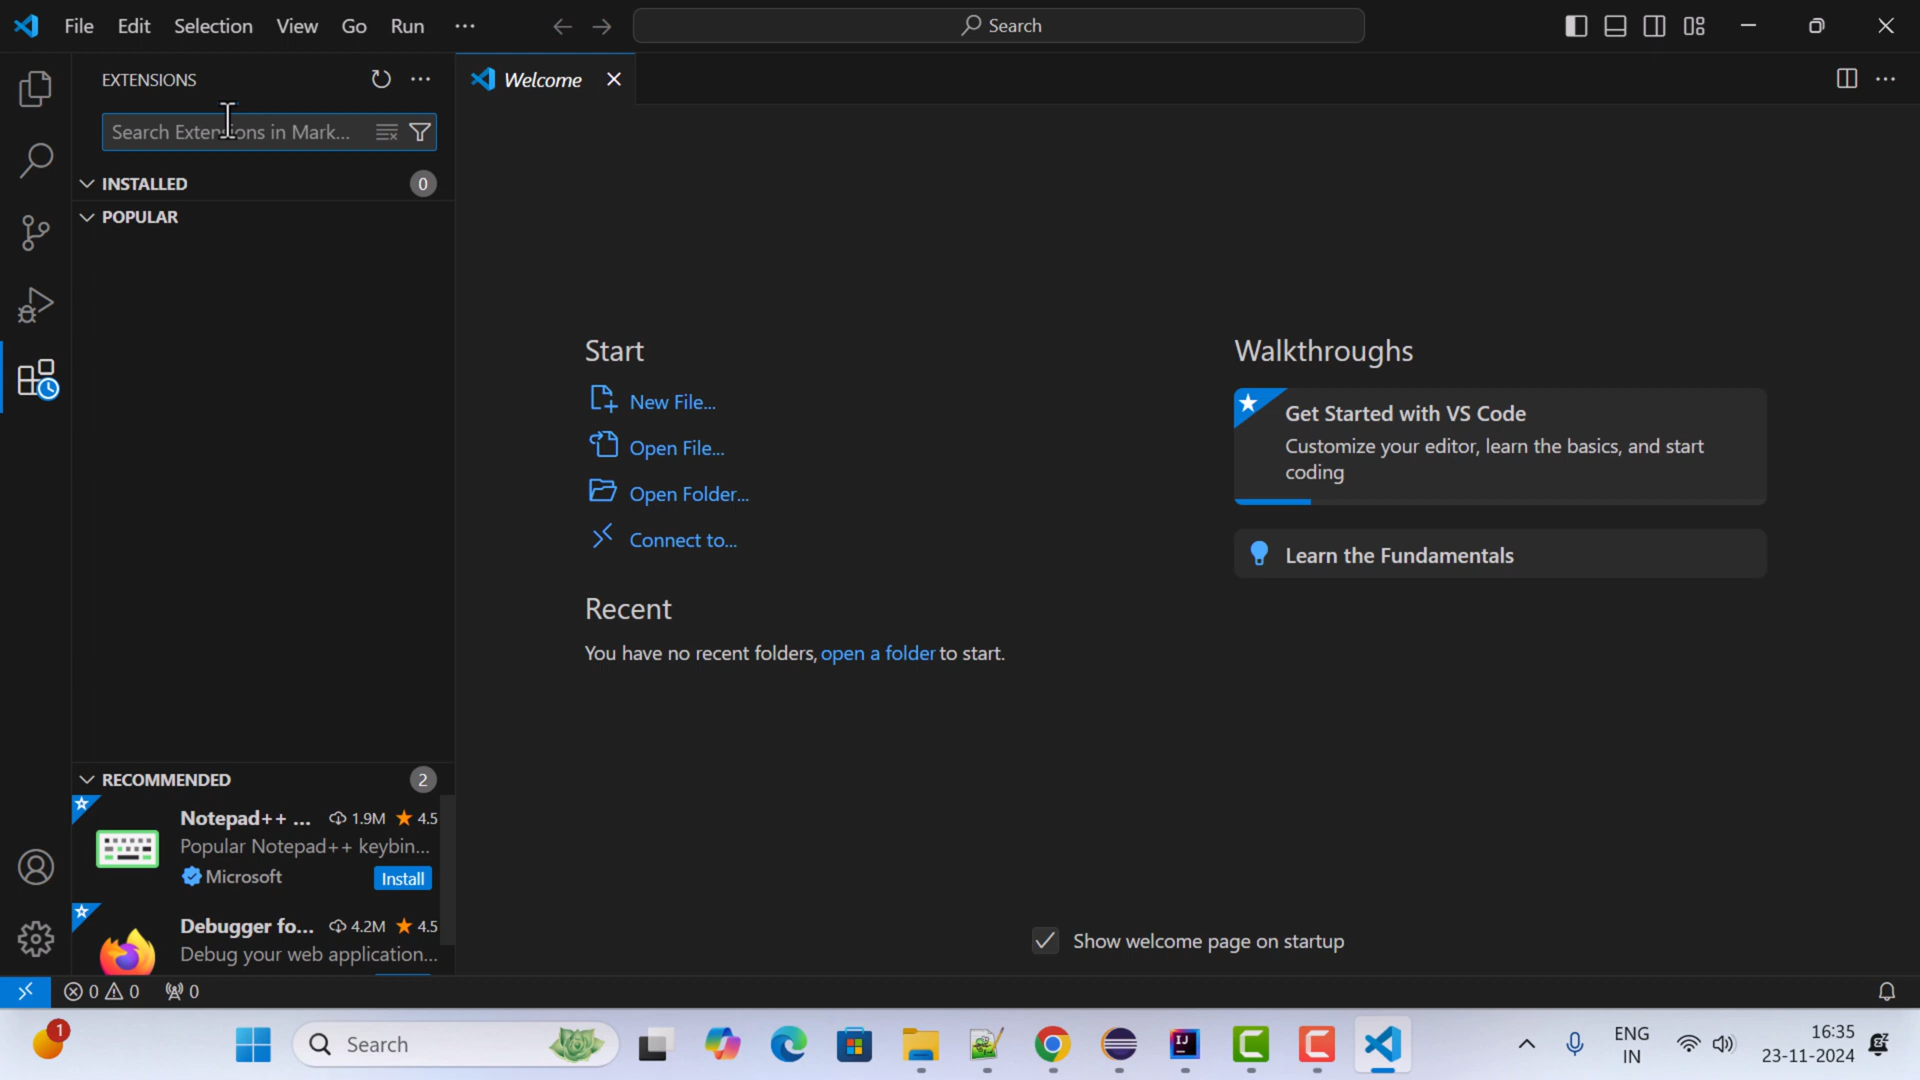 File Edit Selection View Go Run ... Search
EXTENSIONS
Welcome
Search Extensions in Mark...
INSTALLED 0
POPULAR
Start
New File...
Open File...
Open Folder...
Connect to...
Recent
You have no recent folders, open a folder to start.
Walkthroughs
Get Started with VS Code
Customize your editor, learn the basics, and start
coding
Learn the Fundamentals
RECOMMENDED 2
Notepad++ ... 1.9M 4.5
Popular Notepad++ keybin...
Microsoft Install
Debugger fo... 4.2M 4.5
Debug your web application...
Show welcome page on startup
0 0 0
1
Search
IJ
ENG
IN
16:35
23-11-2024